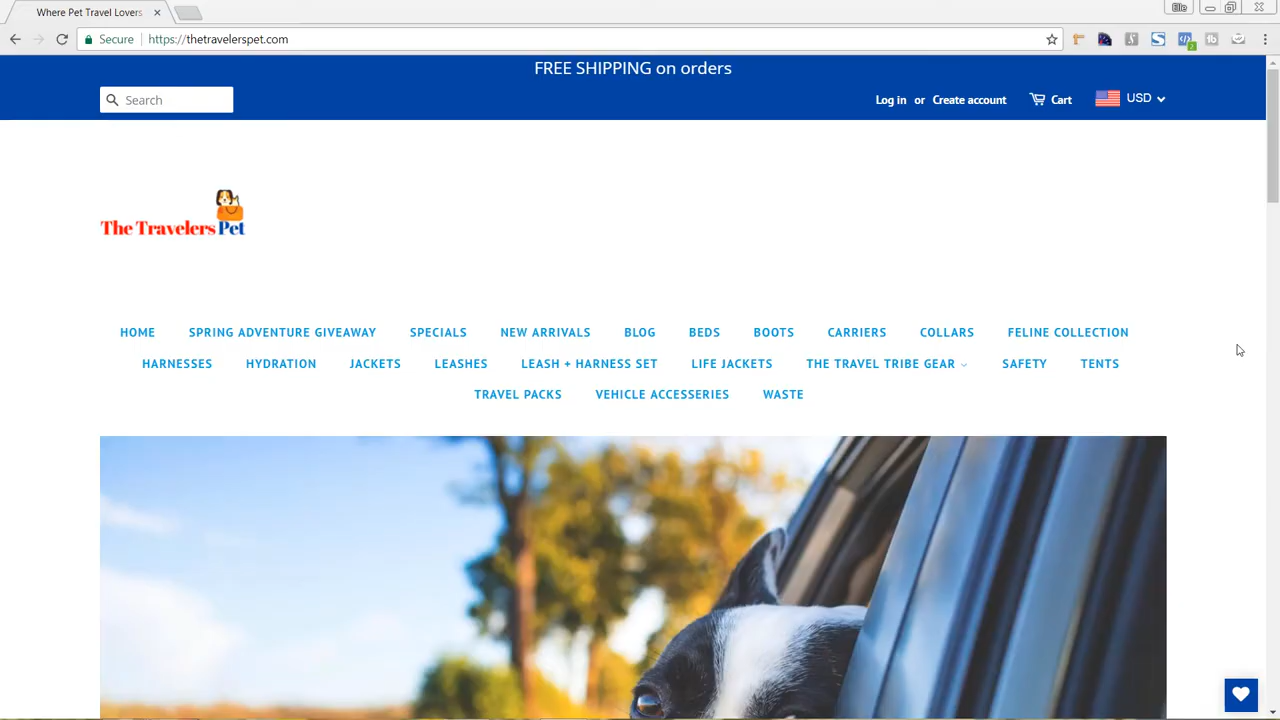 Where Pet Travel Lovers
Secure https://thetravelerspet.com
FREE SHIPPING on orders
Search
Log in or Create account Cart USD
The Travelers Pet
HOME SPRING ADVENTURE GIVEAWAY SPECIALS NEW ARRIVALS BLOG BEDS BOOTS CARRIERS COLLARS FELINE COLLECTION
HARNESSES HYDRATION JACKETS LEASHES LEASH + HARNESS SET LIFE JACKETS THE TRAVEL TRIBE GEAR SAFETY TENTS
TRAVEL PACKS VEHICLE ACCESSERIES WASTE